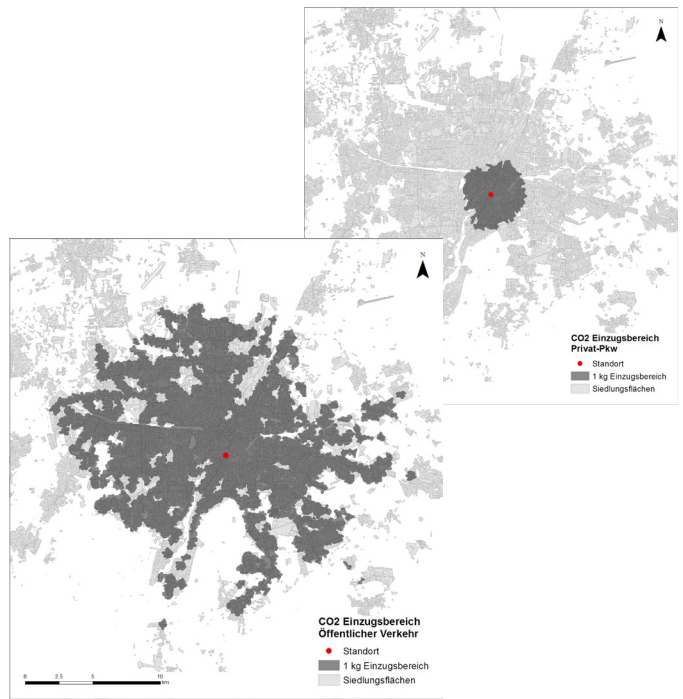 N
CO2 Einzugsbereich
Privat-Pkw
Standort
1 kg Einzugsbereich
Siedlungsflächen
N
CO2 Einzugsbereich
Öffentlicher Verkehr
Standort
1 kg Einzugsbereich
Siedlungsflächen
0 2.5 5 10
km